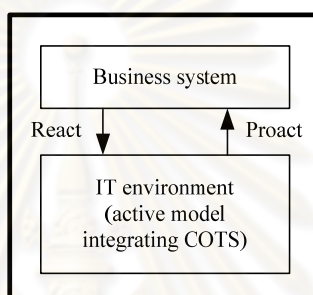 Business system
React
Proact
IT environment
(active model
integrating COTS)